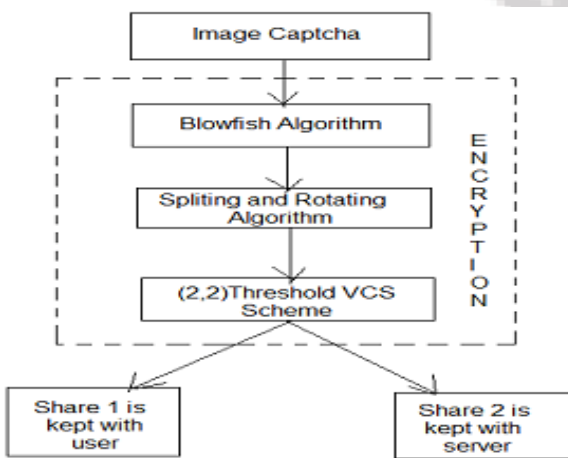 Image Captcha
Blowfish Algorithm
Spliting and Rotating
Algorithm
(2,2)Threshold VCS
Scheme
ENCRYPTION
Share 1 is
kept with
user
Share 2 is
kept with
server